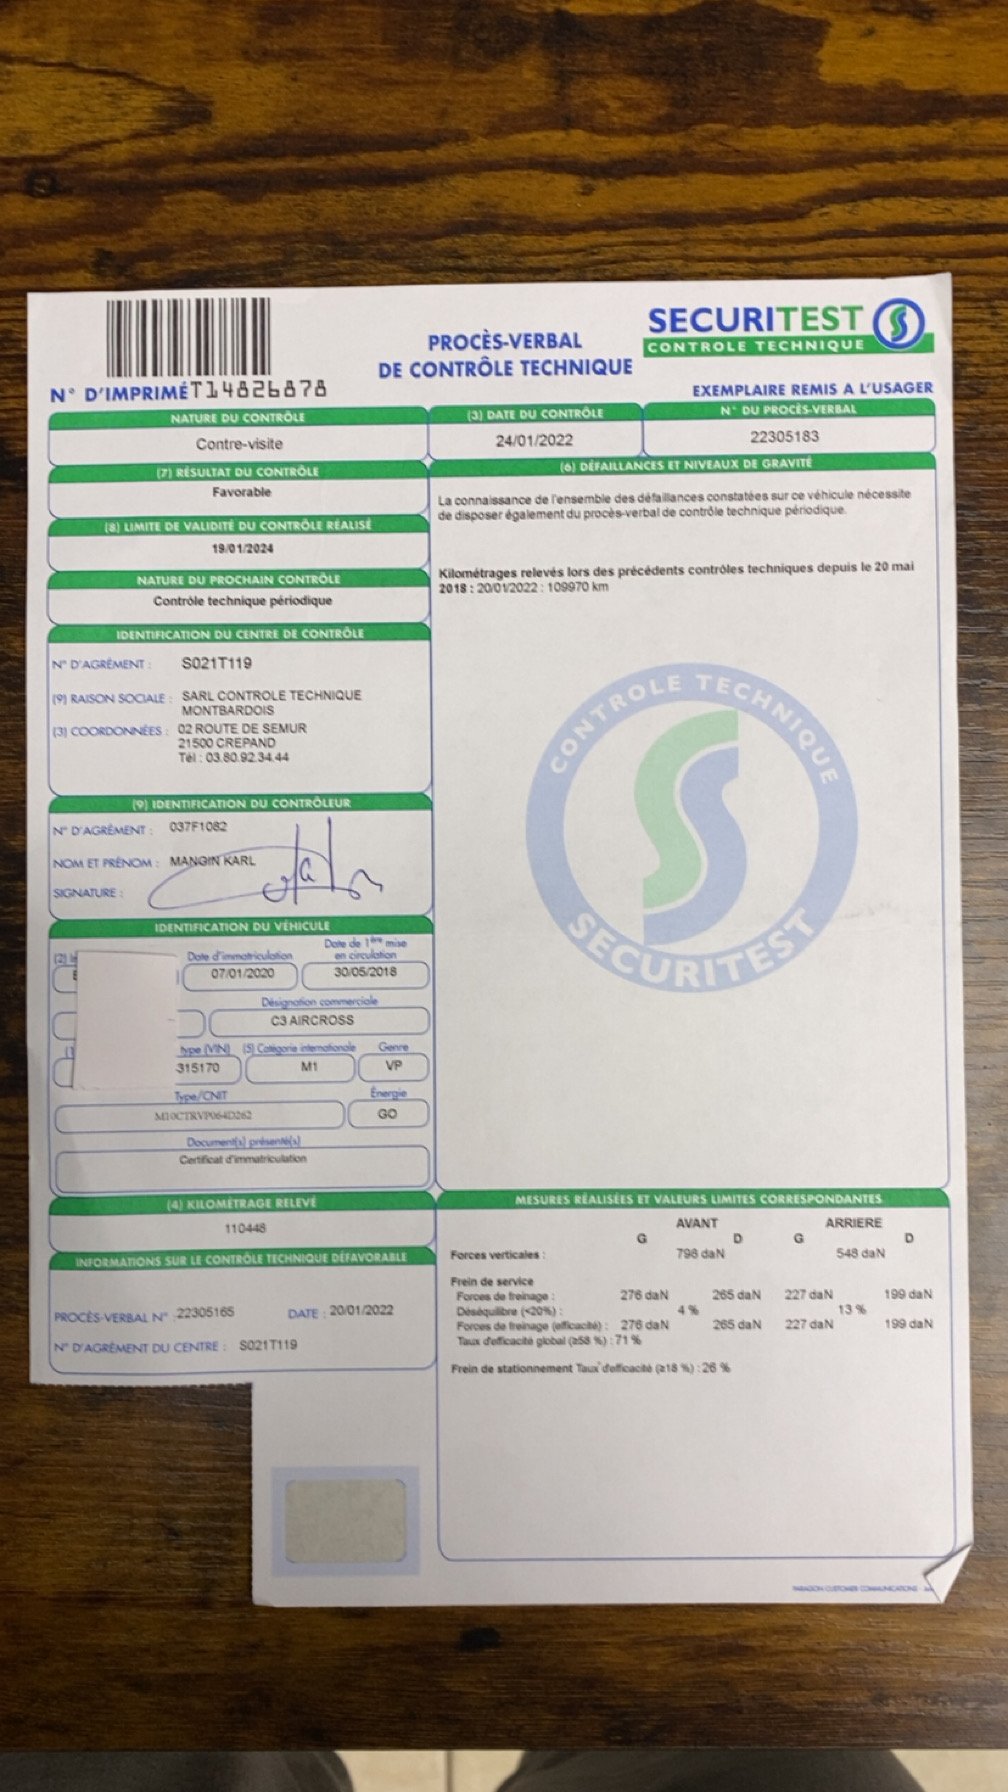 SECURITEST
CONTROLE TECHNIQUE
PROCÈS-VERBAL
DE CONTRÔLE TECHNIQUE
N° D'IMPRIMÉ T14826878
EXEMPLAIRE REMIS A L'USAGER
NATURE DU CONTRÔLE
Contre-visite
(3) DATE DU CONTRÔLE
24/01/2022
N° DU PROCÈS-VERBAL
22305183
(7) RÉSULTAT DU CONTRÔLE
Favorable
(8) LIMITE DE VALIDITÉ DU CONTRÔLE RÉALISÉ
19/01/2024
NATURE DU PROCHAIN CONTRÔLE
Contrôle technique périodique
IDENTIFICATION DU CENTRE DE CONTRÔLE
N° D'AGRÉMENT : S021T119
(9) RAISON SOCIALE : SARL CONTROLE TECHNIQUE
MONTBARDOIS
(3) COORDONNÉES : 02 ROUTE DE SEMUR
21500 CREPAND
Tél : 03.80.92.34.44
(9) IDENTIFICATION DU CONTRÔLEUR
N° D'AGRÉMENT : 037F1082
NOM ET PRÉNOM : MANGIN KARL
SIGNATURE :
IDENTIFICATION DU VÉHICULE
(2)
Date d'immatriculation
07/01/2020
Date de 1ère mise
en circulation
30/05/2018
Désignation commerciale
C3 AIRCROSS
type (VIN) (5) Catégorie internationale Genre
315170 M1 VP
Type/CNIT Énergie
M10CTRVP064D262 GO
Document(s) présenté(s)
Certificat d'immatriculation
(4) KILOMÉTRAGE RELEVÉ
110448
INFORMATIONS SUR LE CONTRÔLE TECHNIQUE DÉFAVORABLE
PROCÈS-VERBAL N° : 22305165 DATE : 20/01/2022
N° D'AGRÉMENT DU CENTRE : S021T119
(6) DÉFAILLANCES ET NIVEAUX DE GRAVITÉ
La connaissance de l'ensemble des défaillances constatées sur ce véhicule nécessite
de disposer également du procès-verbal de contrôle technique périodique.
Kilométrages relevés lors des précédents contrôles techniques depuis le 20 mai
2018 : 20/01/2022 : 109970 km
CONTROLE TECHNIQUE
SECURITEST
MESURES RÉALISÉES ET VALEURS LIMITES CORRESPONDANTES
AVANT ARRIERE
G D G D
Forces verticales : 798 daN 548 daN
Frein de service
Forces de freinage : 276 daN 265 daN 227 daN 199 daN
Déséquilibre (<20%) : 4 % 13 %
Forces de freinage (efficacité) : 276 daN 265 daN 227 daN 199 daN
Taux d'efficacité global (≥58 %) : 71 %
Frein de stationnement Taux d'efficacité (≥18 %) : 26 %
PARAGON CUSTOMER COMMUNICATIONS